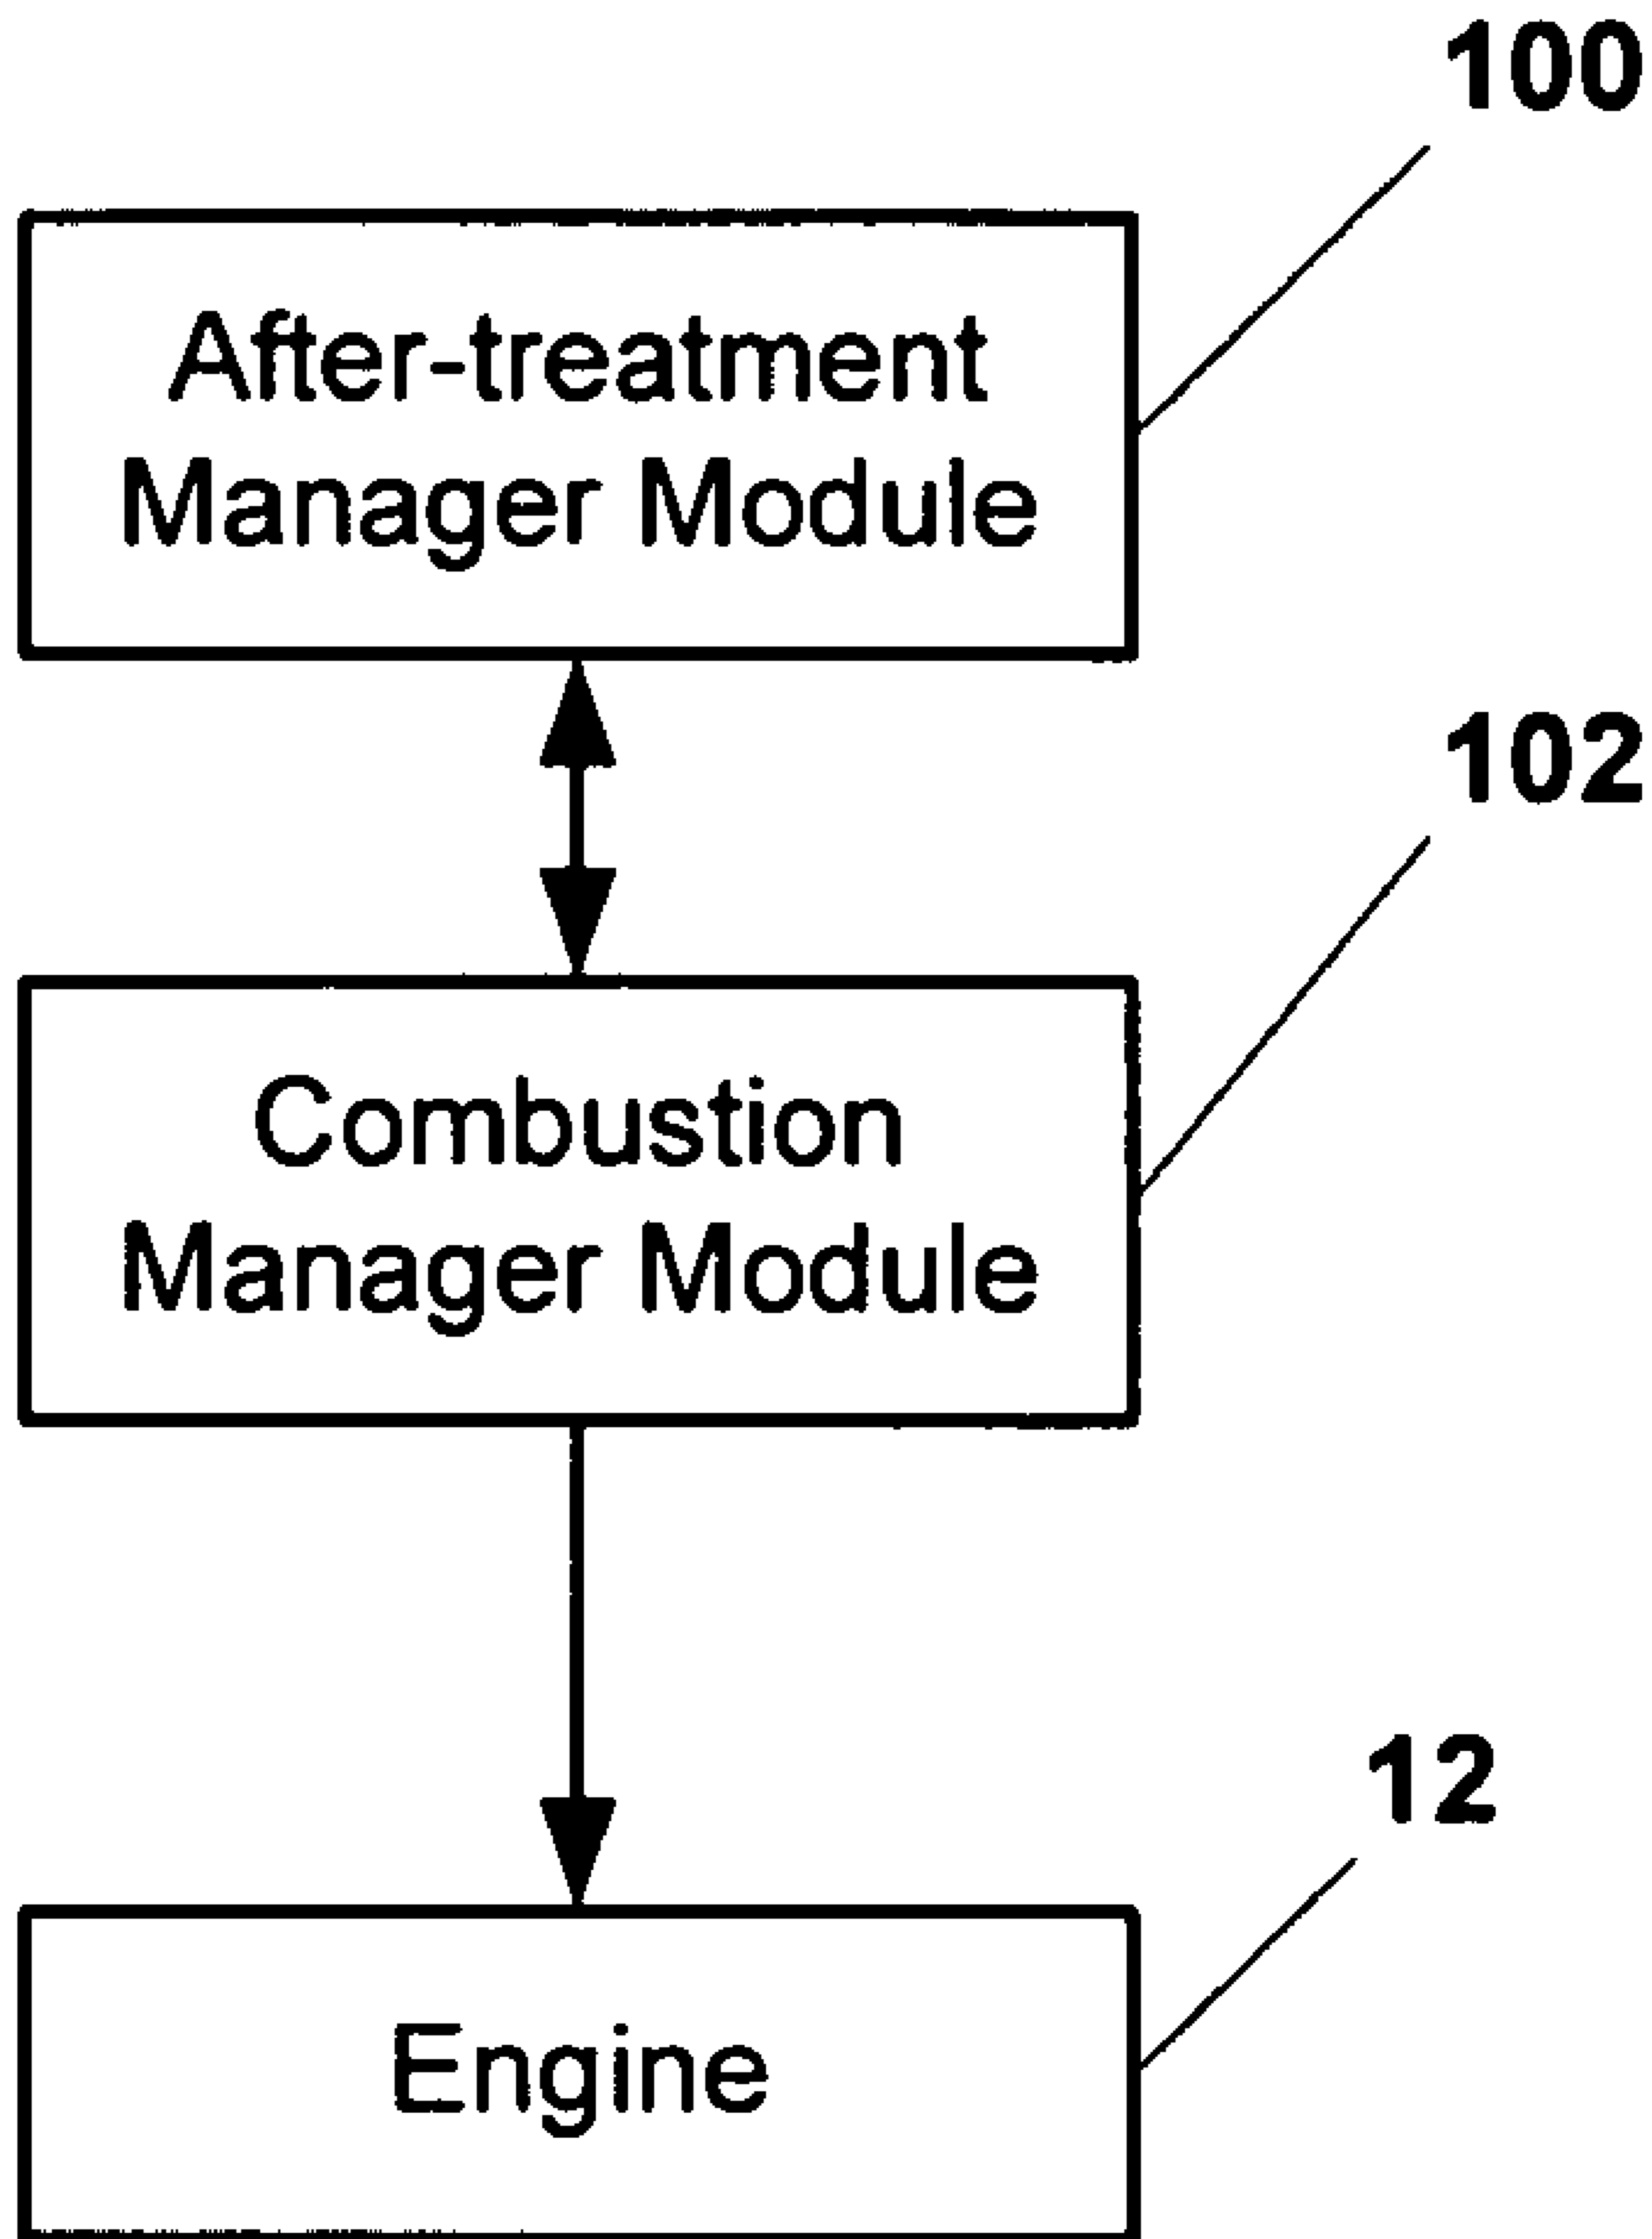 100
After-treatment
Manager Module
102
Combustion
Manager Module
12
Engine